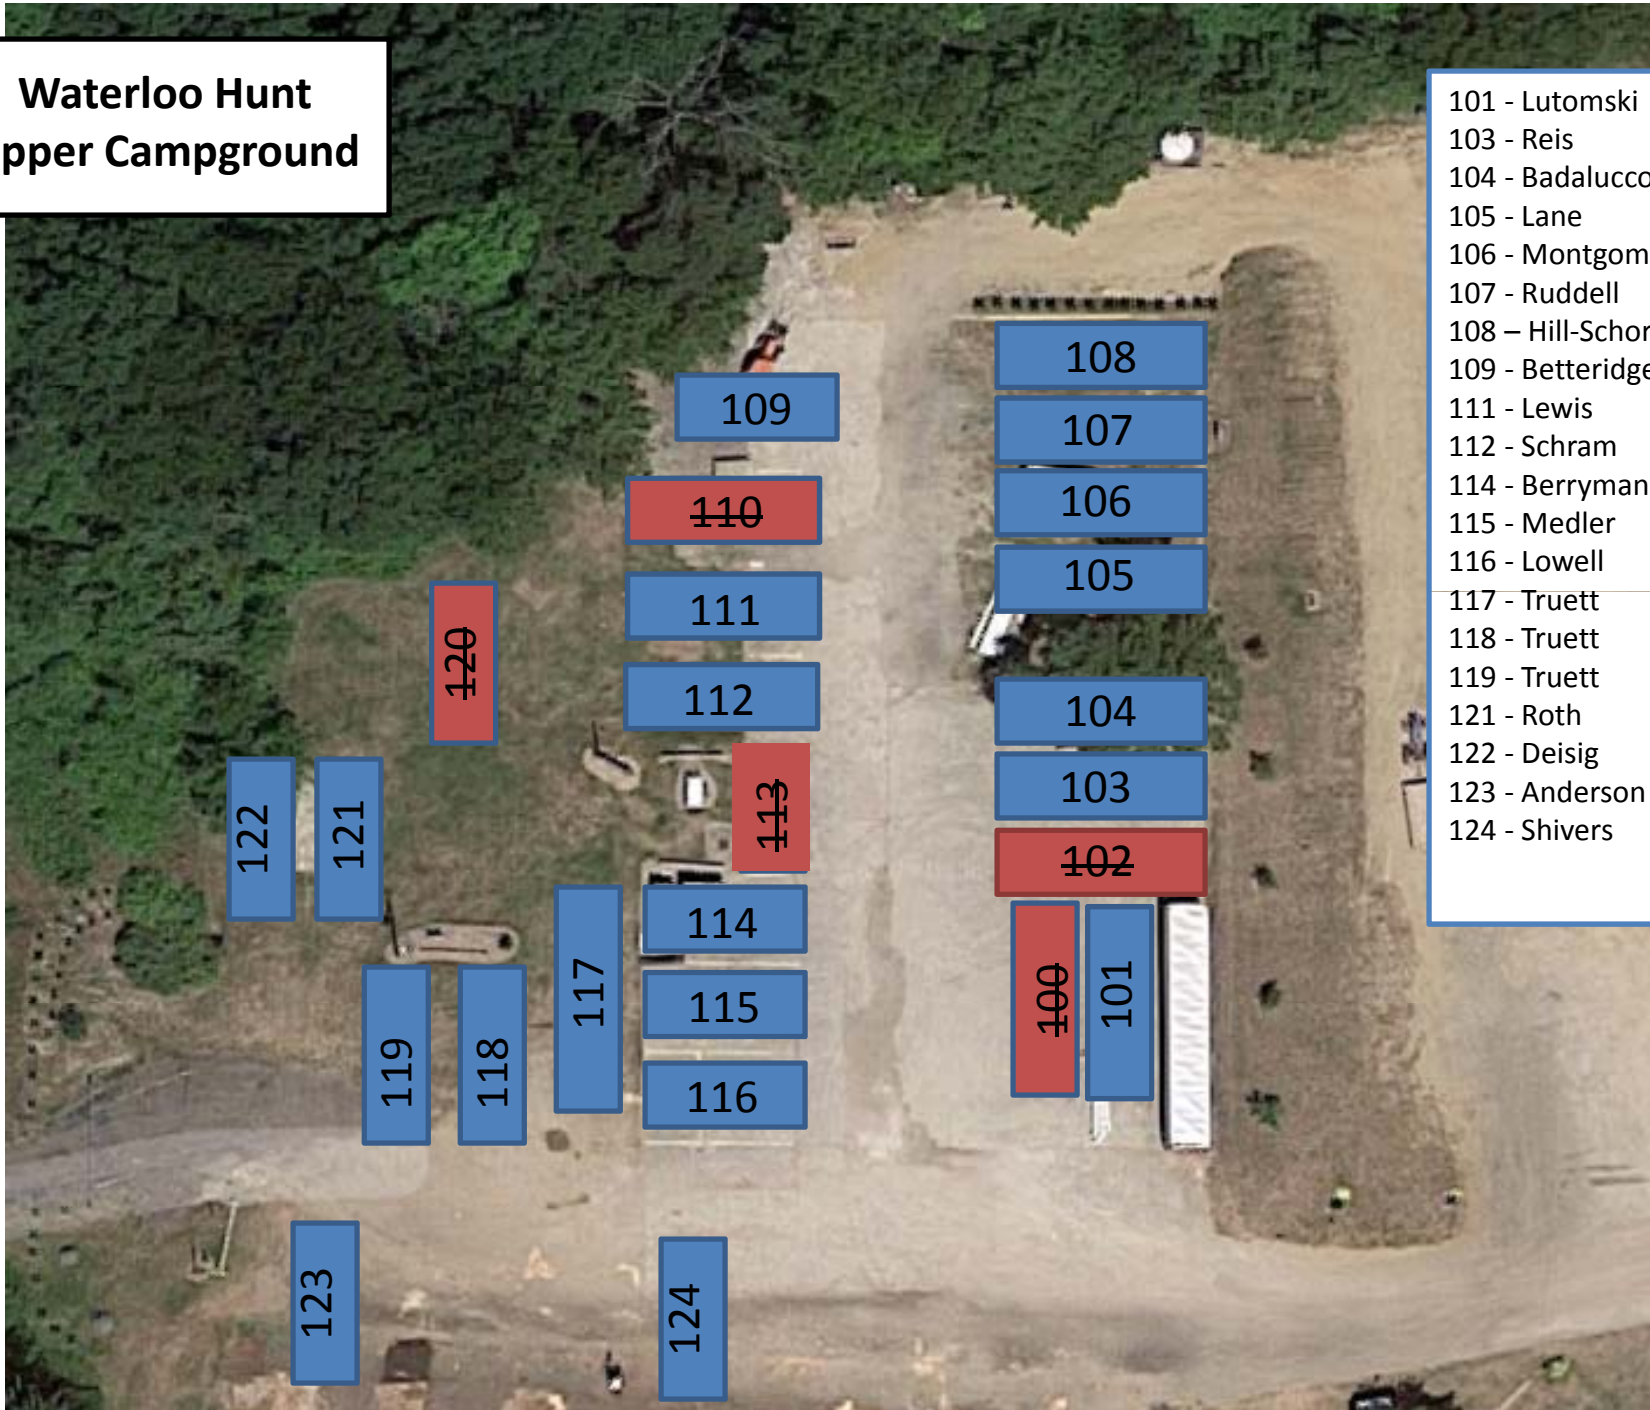 Waterloo Hunt
pper Campground
101 - Lutomski
103 - Reis
104 - Badalucco
105 - Lane
106 - Montgom
107 - Ruddell
108 – Hill-Schor
109 - Betteridge
111 - Lewis
112 - Schram
114 - Berryman
115 - Medler
116 - Lowell
117 - Truett
118 - Truett
119 - Truett
121 - Roth
122 - Deisig
123 - Anderson
124 - Shivers
108
109
107
110
106
105
111
120
112
104
103
113
122
121
102
114
117
100
101
115
119
118
116
123
124